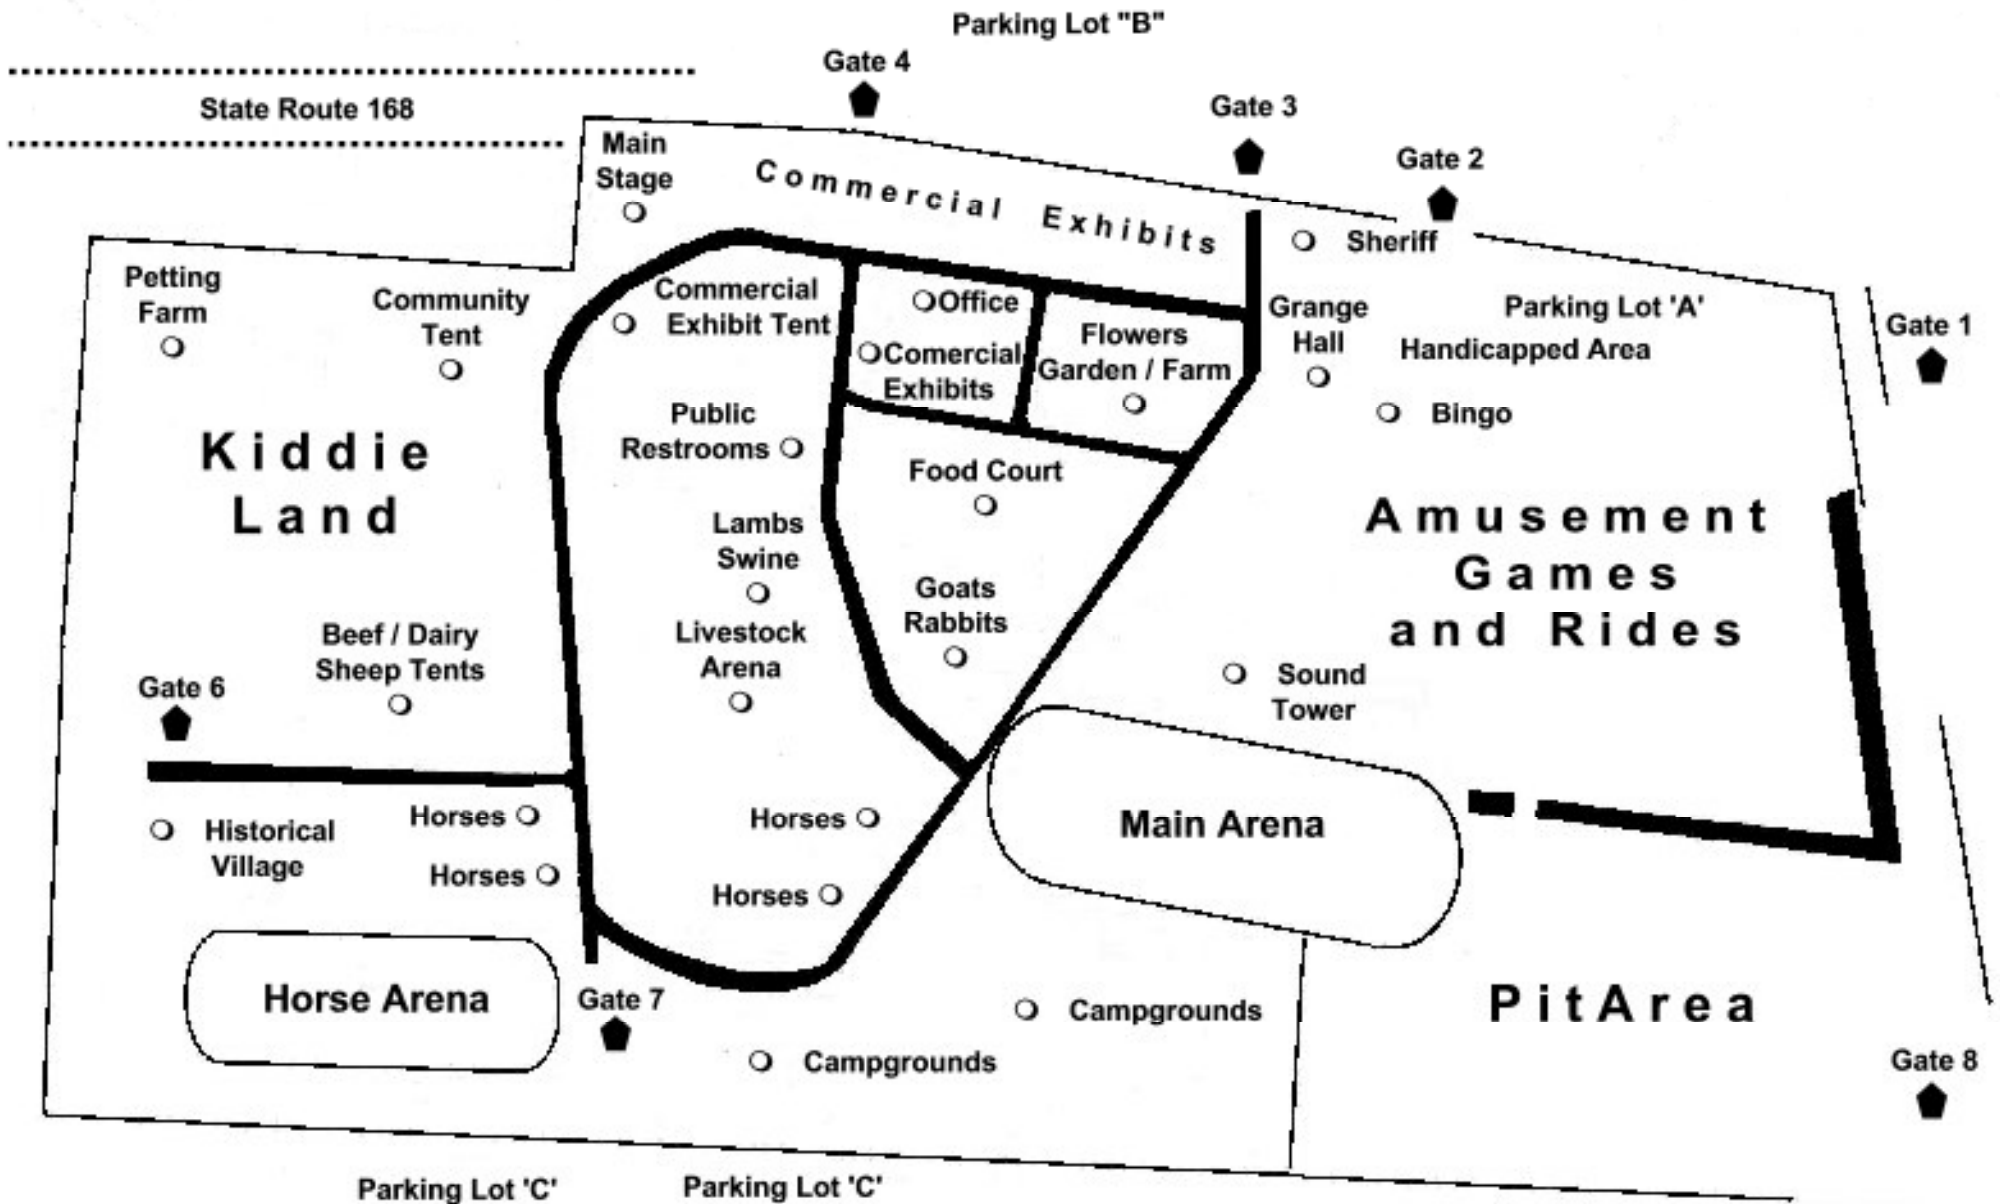 Parking Lot "B"
Gate 4
State Route 168
Gate 3
Main
Stage
Commercial Exhibits
Gate 2
Sheriff
Petting
Farm
Community
Tent
Commercial
Exhibit Tent
Office
Comercial
Exhibits
Flowers
Garden / Farm
Grange
Hall
Parking Lot 'A'
Handicapped Area
Gate 1
Bingo
Public
Restrooms
Kiddie
Land
Food Court
Lambs
Swine
Amusement
Games
and Rides
Goats
Rabbits
Livestock
Arena
Beef / Dairy
Sheep Tents
Gate 6
Sound
Tower
Historical
Village
Horses
Horses
Horses
Horses
Main Arena
Horse Arena
Gate 7
Campgrounds
Campgrounds
PitArea
Gate 8
Parking Lot 'C'
Parking Lot 'C'